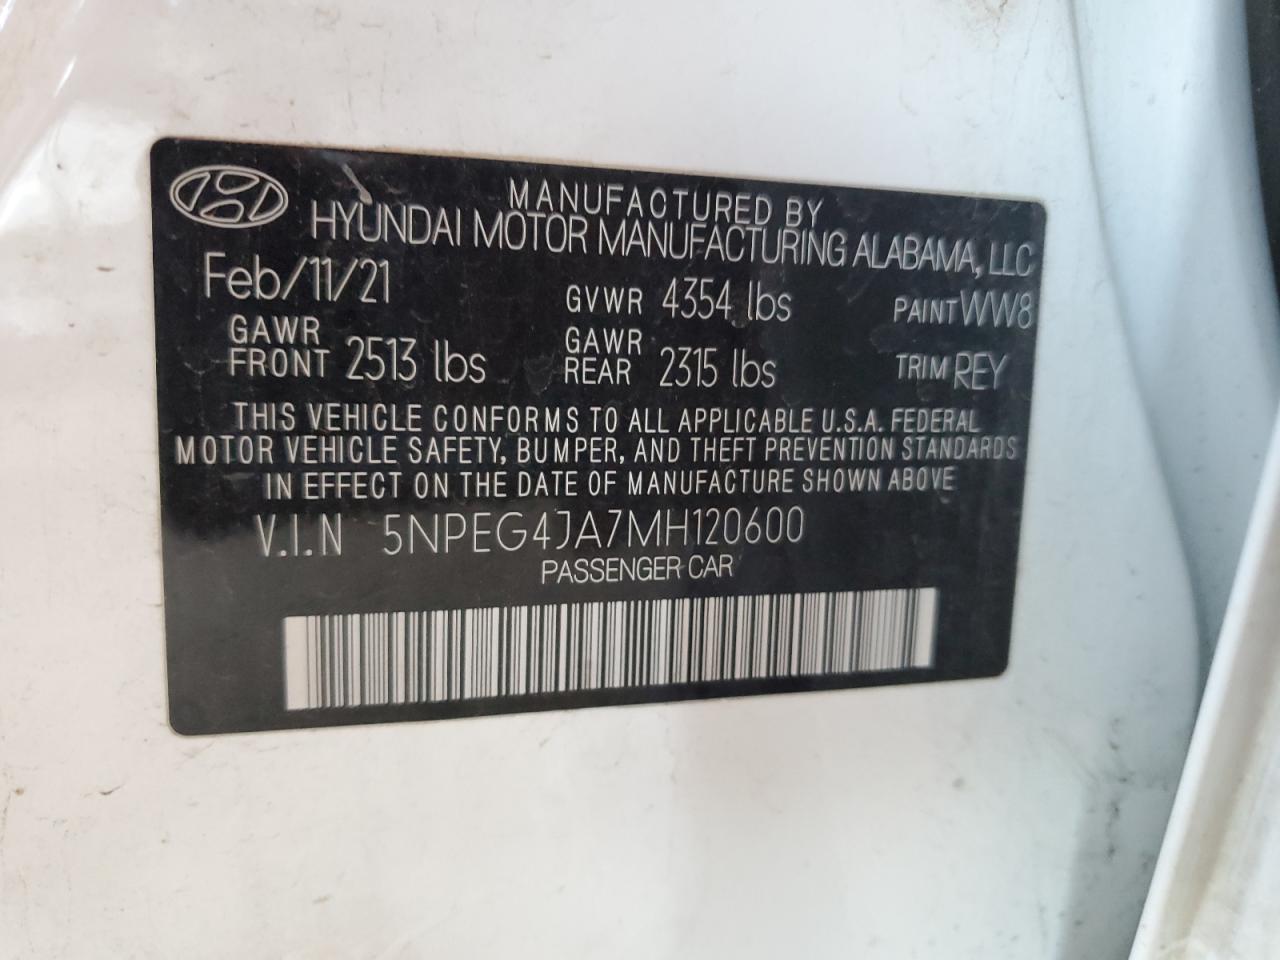 MANUFACTURED BY
HYUNDAI MOTOR MANUFACTURING ALABAMA, LLC
Feb/11/21 GVWR 4354 lbs PAINT WW8
GAWR FRONT 2513 lbs GAWR REAR 2315 lbs TRIM REY
THIS VEHICLE CONFORMS TO ALL APPLICABLE U.S.A. FEDERAL
MOTOR VEHICLE SAFETY, BUMPER, AND THEFT PREVENTION STANDARDS
IN EFFECT ON THE DATE OF MANUFACTURE SHOWN ABOVE
V.I.N 5NPEG4JA7MH120600
PASSENGER CAR